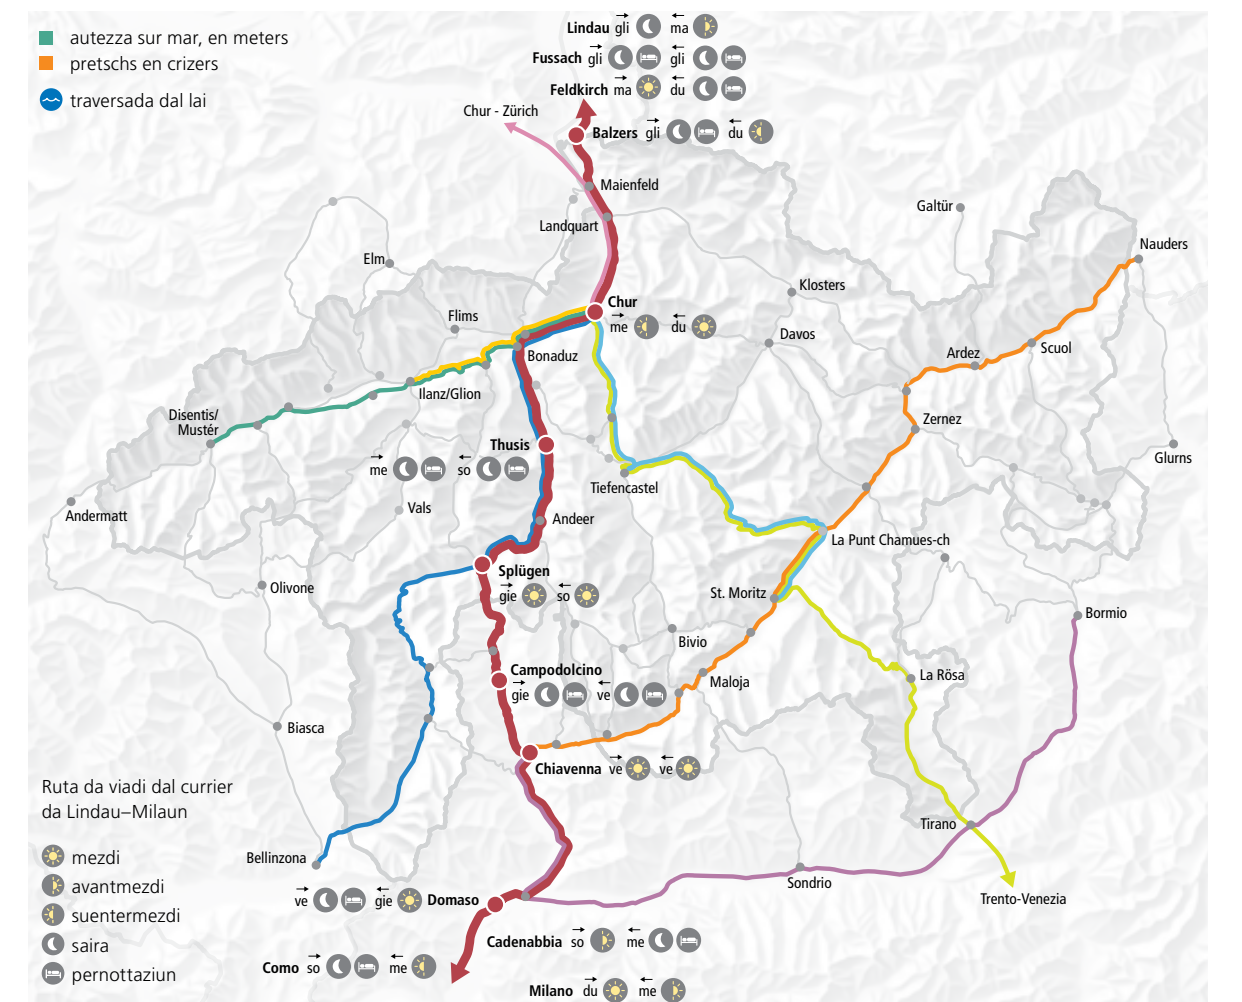 autezza sur mar, en meters
pretschs en crizers
traversada dal lai
Lindau gli ma
Fussach gli gli
Feldkirch ma du
Chur - Zürich
Balzers gli du
Maienfeld
Landquart
Galtür
Nauders
Elm
Klosters
Chur
me du
Flims
Davos
Bonaduz
Ardez
Scuol
Ilanz/Glion
Disentis/
Mustér
Zernez
Thusis
me so
Glurns
Tiefencastel
Vals
Andermatt
Andeer
La Punt Chamues-ch
Splügen
gie so
Olivone
St. Moritz
Bormio
Bivio
Campodolcino
gie ve
Maloja
La Rösa
Biasca
Chiavenna ve ve
Ruta da viadi dal currier
da Lindau–Milaun
mezdi
avantmezdi
suentermezdi
saira
pernottaziun
Tirano
Bellinzona
Sondrio
Trento-Venezia
ve gie Domaso
Cadenabbia so me
Como so me
Milano du me